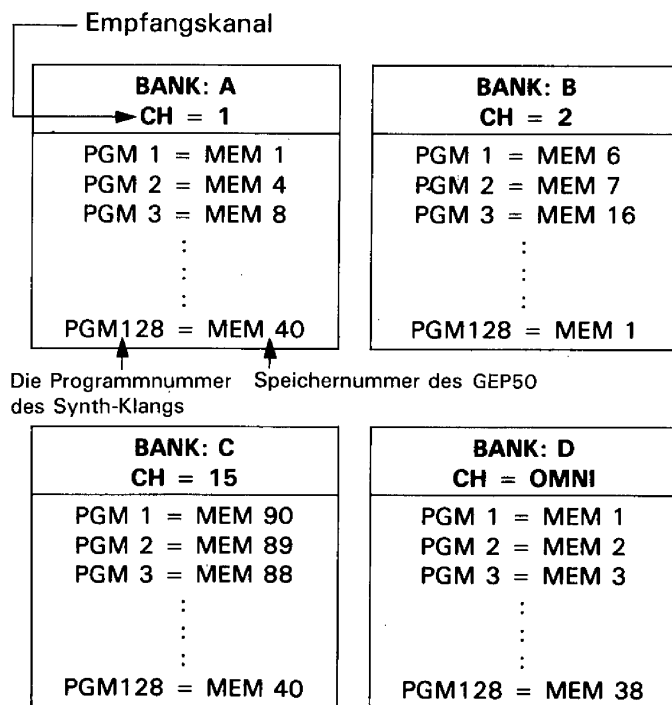 Empfangskanal
BANK: A
CH = 1
PGM 1 = MEM 1
PGM 2 = MEM 4
PGM 3 = MEM 8
:
:
:
PGM128 = MEM 40
BANK: B
CH = 2
PGM 1 = MEM 6
PGM 2 = MEM 7
PGM 3 = MEM 16
:
:
:
PGM128 = MEM 1
Die Programmnummer
des Synth-Klangs
Speichernummer des GEP50
BANK: C
CH = 15
PGM 1 = MEM 90
PGM 2 = MEM 89
PGM 3 = MEM 88
:
:
:
PGM128 = MEM 40
BANK: D
CH = OMNI
PGM 1 = MEM 1
PGM 2 = MEM 2
PGM 3 = MEM 3
:
:
:
PGM128 = MEM 38